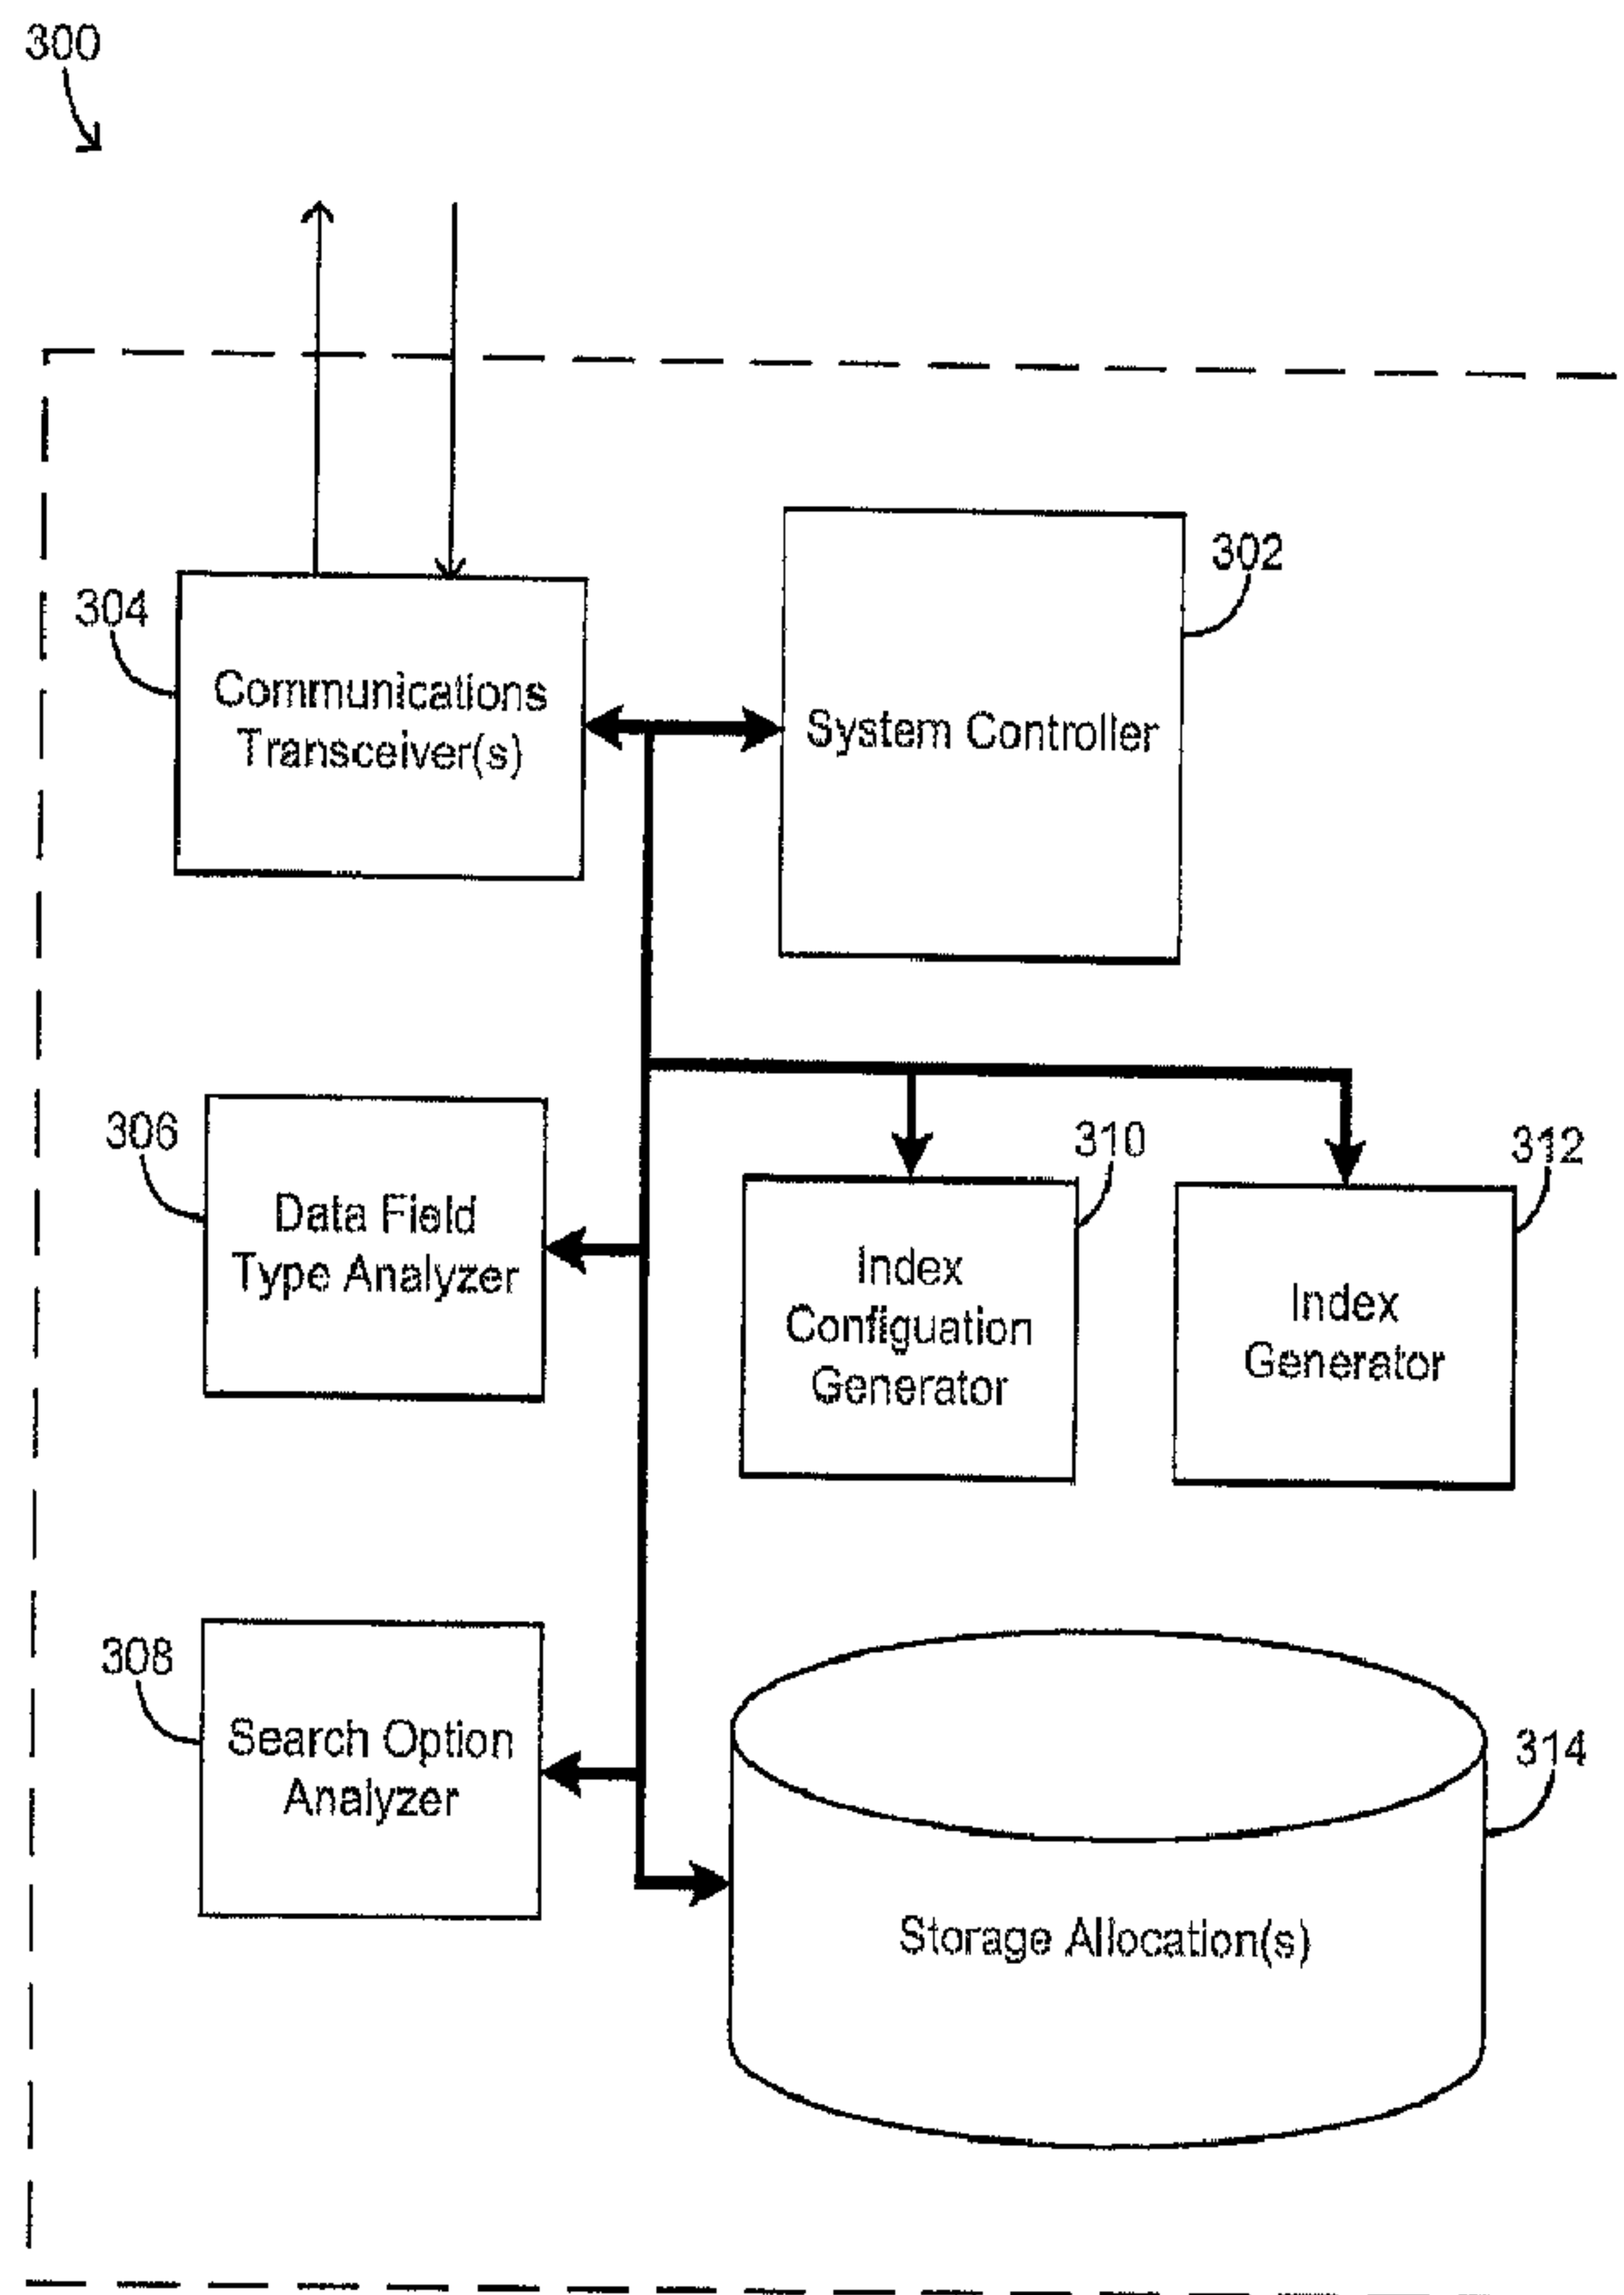 300
302
304
Communications
Transceiver(s)
System Controller
306
Data Field
Type Analyzer
310
Index
Configuation
Generator
312
Index
Generator
308
Search Option
Analyzer
314
Storage Allocation(s)